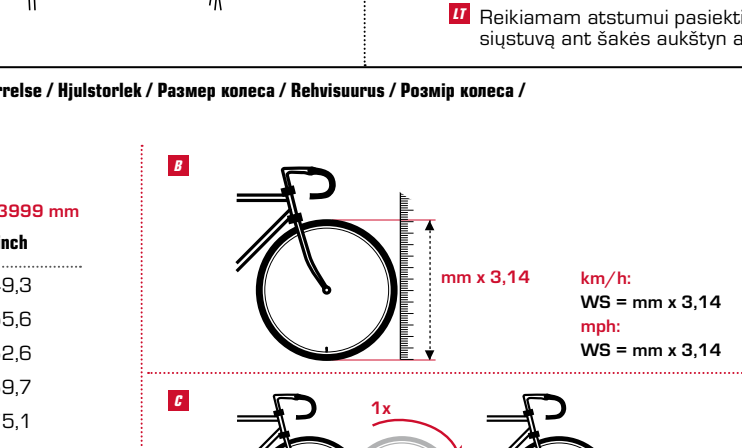 LT Reikiamam atstumui pasiekti
siųstuvą ant šakės aukštyn a
/ Hjulstorlek / Размер колеса / Rehvisuurus / Розмір колеса /
B
3999 mm
9,3
5,6
2,6
9,7
5,1
mm x 3,14
km/h:
WS = mm x 3,14
mph:
WS = mm x 3,14
C
1x